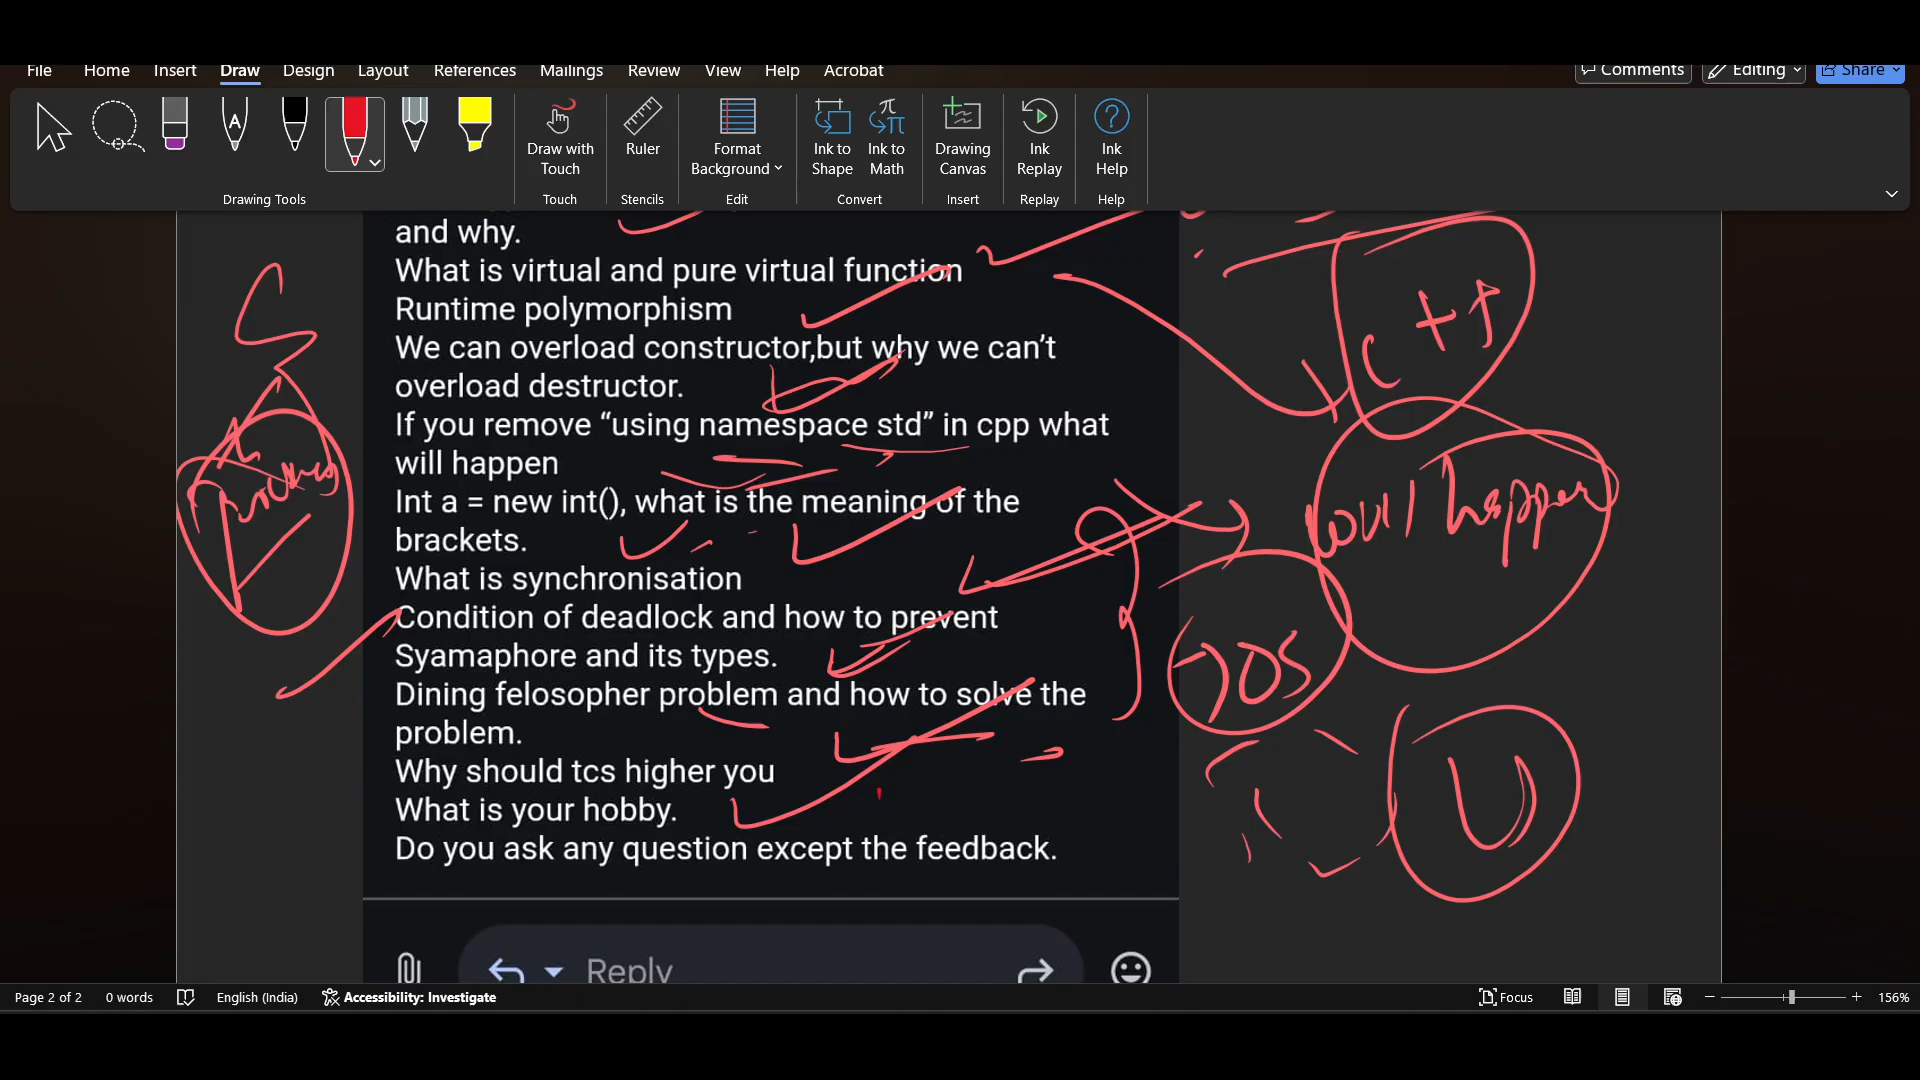 File Home Insert Draw Design Layout References Mailings Review View Help Acrobat Comments Editing Share
A
Draw with Touch
Ruler
Format Background
Ink to Shape
Ink to Math
Drawing Canvas
Ink Replay
Ink Help
Drawing Tools Touch Stencils Edit Convert Insert Replay Help
and why.
What is virtual and pure virtual function
Runtime polymorphism
We can overload constructor,but why we can’t
overload destructor.
If you remove “using namespace std” in cpp what
will happen
Int a = new int(), what is the meaning of the
brackets.
What is synchronisation
Condition of deadlock and how to prevent
Syamaphore and its types.
Dining felosopher problem and how to solve the
problem.
Why should tcs higher you
What is your hobby.
Do you ask any question except the feedback.
C++
will happen
OS
Reply
Page 2 of 2 0 words English (India) Accessibility: Investigate Focus 156%